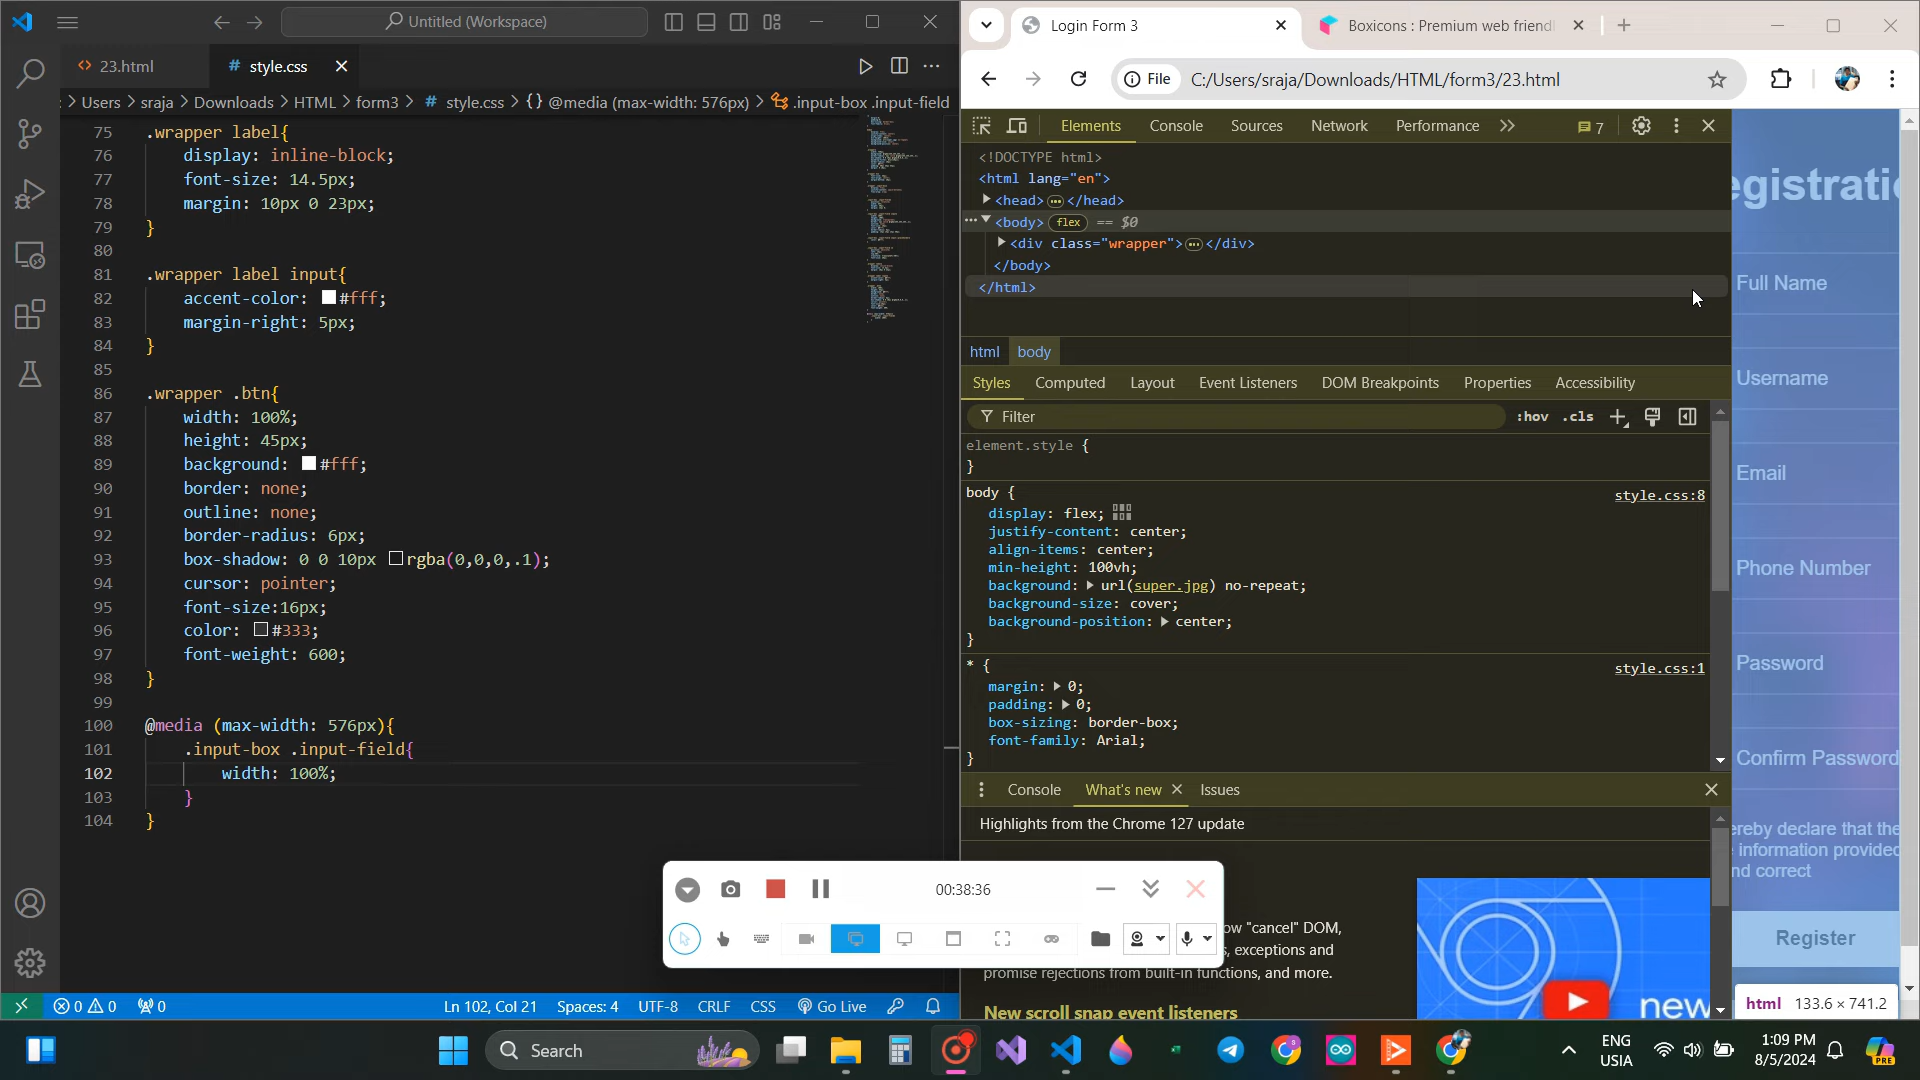 Untitled (Workspace)
23.html
# style.css
Users > sraja > Downloads > HTML > form3 > # style.css > {} @media (max-width: 576px) > .input-box .input-field
75 .wrapper label{
76 display: inline-block;
77 font-size: 14.5px;
78 margin: 10px 0 23px;
79 }
80
81 .wrapper label input{
82 accent-color: #fff;
83 margin-right: 5px;
84 }
85
86 .wrapper .btn{
87 width: 100%;
88 height: 45px;
89 background: #fff;
90 border: none;
91 outline: none;
92 border-radius: 6px;
93 box-shadow: 0 0 10px rgba(0,0,0,.1);
94 cursor: pointer;
95 font-size:16px;
96 color: #333;
97 font-weight: 600;
98 }
99
100 @media (max-width: 576px){
101 .input-box .input-field{
102 width: 100%;
103 }
104 }
0 0 0
Ln 102, Col 21 Spaces: 4 UTF-8 CRLF CSS Go Live
Login Form 3
Boxicons : Premium web friend
File C:/Users/sraja/Downloads/HTML/form3/23.html
Elements Console Sources Network Performance 7
<!DOCTYPE html>
<html lang="en">
<head> </head>
<body> flex == $0
<div class="wrapper"> </div>
</body>
</html>
html body
Styles Computed Layout Event Listeners DOM Breakpoints Properties Accessibility
Filter :hov .cls
element.style {
}
body { style.css:8
display: flex;
justify-content: center;
align-items: center;
min-height: 100vh;
background: url(super.jpg) no-repeat;
background-size: cover;
background-position: center;
}
* { style.css:1
margin: 0;
padding: 0;
box-sizing: border-box;
font-family: Arial;
}
Console What's new Issues
Highlights from the Chrome 127 update
ow "cancel" DOM,
, exceptions and
promise rejections from built-in functions, and more.
New scroll snap event listeners
new
egistratio
Full Name
Username
Email
Phone Number
Password
Confirm Password
ereby declare that the
information provided
nd correct
Register
html 133.6 × 741.2
00:38:36
Search
ENG
USIA
1:09 PM
8/5/2024
PRE